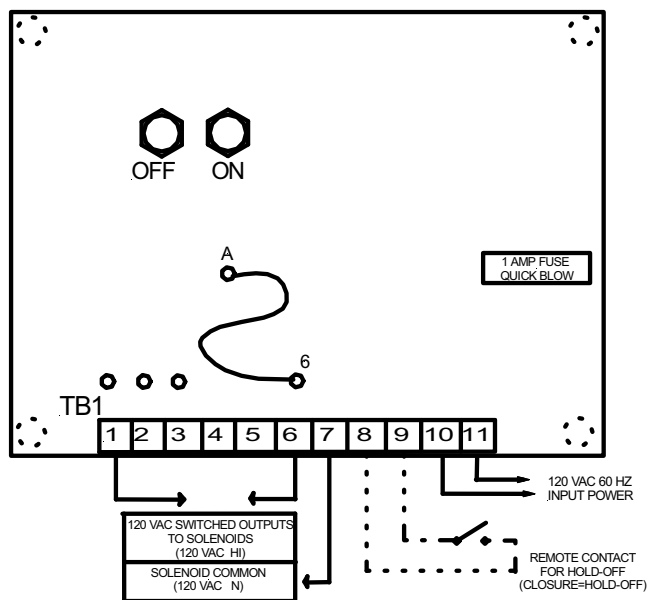 OFF ON
A
1 AMP FUSE
QUICK BLOW
6
TB1
1 2 3 4 5 6 7 8 9 10 11
120 VAC 60 HZ
INPUT POWER
120 VAC SWITCHED OUTPUTS
TO SOLENOIDS
(120 VAC HI)
SOLENOID COMMON
(120 VAC N)
REMOTE CONTACT
FOR HOLD-OFF
(CLOSURE=HOLD-OFF)